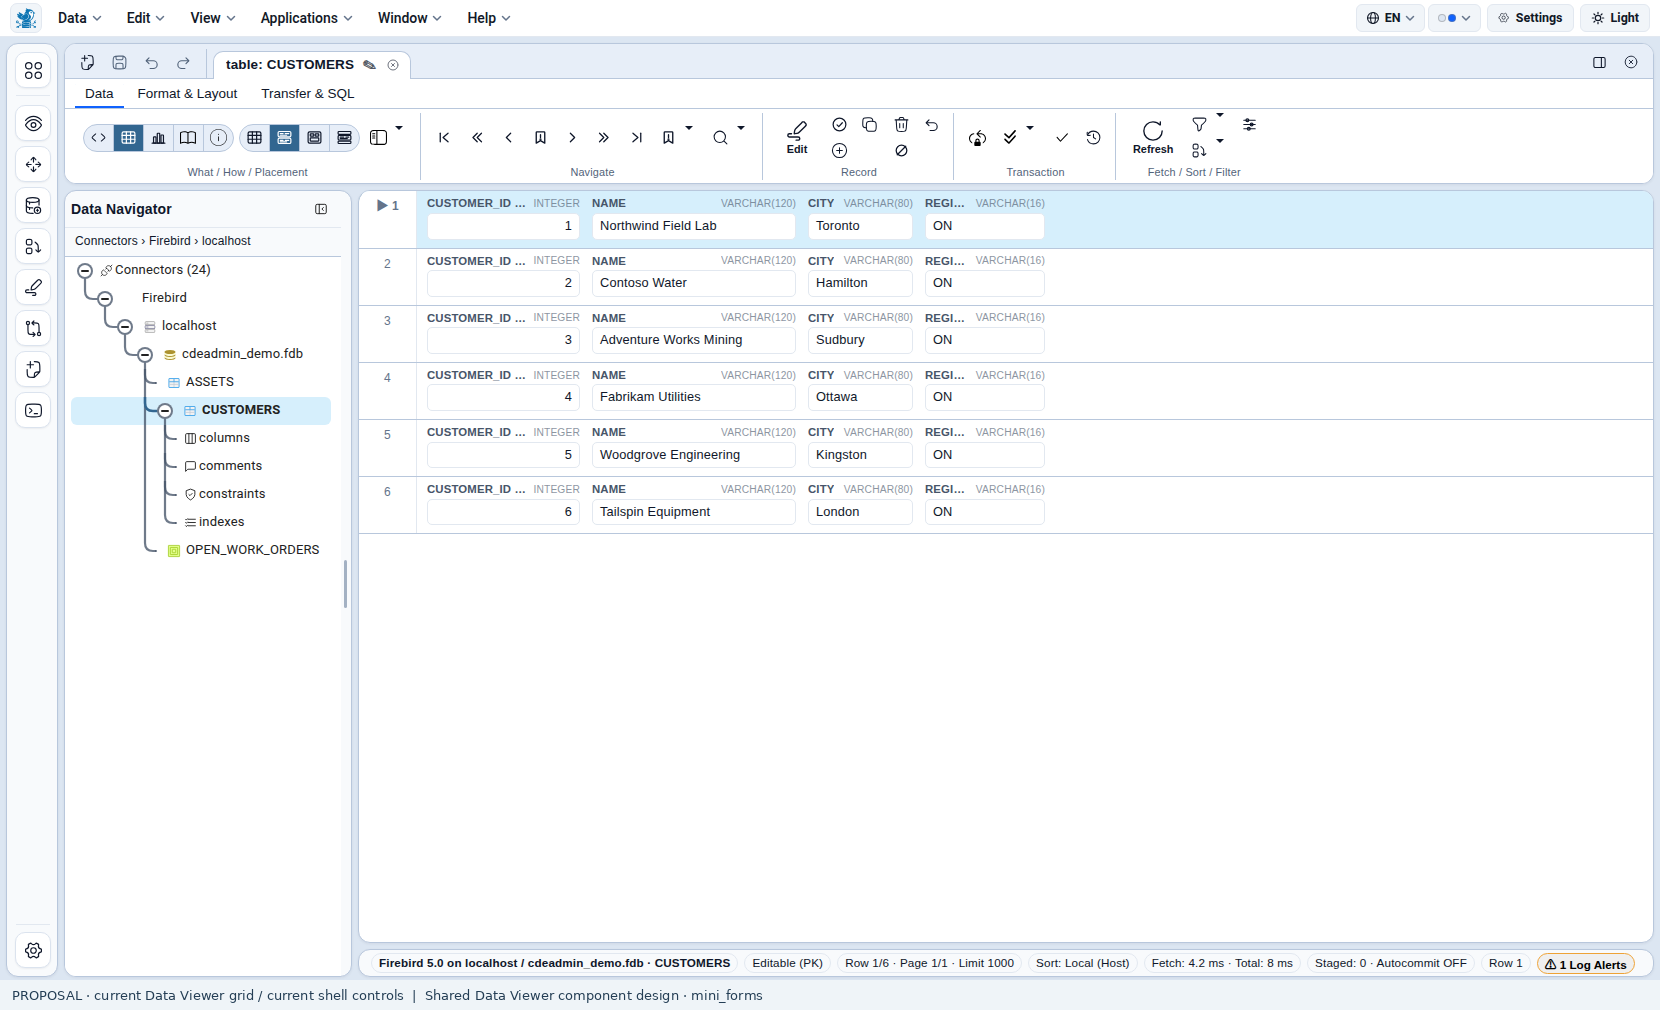 Data Edit View Applications Window Help EN Settings Light
table: CUSTOMERS
Data Format & Layout Transfer & SQL
Edit Refresh
What / How / Placement Navigate Record Transaction Fetch / Sort / Filter
Data Navigator
Connectors › Firebird › localhost
Connectors (24)
Firebird
localhost
cdeadmin_demo.fdb
ASSETS
CUSTOMERS
columns
comments
constraints
indexes
OPEN_WORK_ORDERS
1 CUSTOMER_ID ... INTEGER NAME VARCHAR(120) CITY VARCHAR(80) REGI... VARCHAR(16)
1 Northwind Field Lab Toronto ON
2 CUSTOMER_ID ... INTEGER NAME VARCHAR(120) CITY VARCHAR(80) REGI... VARCHAR(16)
2 Contoso Water Hamilton ON
3 CUSTOMER_ID ... INTEGER NAME VARCHAR(120) CITY VARCHAR(80) REGI... VARCHAR(16)
3 Adventure Works Mining Sudbury ON
4 CUSTOMER_ID ... INTEGER NAME VARCHAR(120) CITY VARCHAR(80) REGI... VARCHAR(16)
4 Fabrikam Utilities Ottawa ON
5 CUSTOMER_ID ... INTEGER NAME VARCHAR(120) CITY VARCHAR(80) REGI... VARCHAR(16)
5 Woodgrove Engineering Kingston ON
6 CUSTOMER_ID ... INTEGER NAME VARCHAR(120) CITY VARCHAR(80) REGI... VARCHAR(16)
6 Tailspin Equipment London ON
Firebird 5.0 on localhost / cdeadmin_demo.fdb · CUSTOMERS Editable (PK) Row 1/6 · Page 1/1 · Limit 1000 Sort: Local (Host) Fetch: 4.2 ms · Total: 8 ms Staged: 0 · Autocommit OFF Row 1 ⚠ 1 Log Alerts
PROPOSAL · current Data Viewer grid / current shell controls | Shared Data Viewer component design · mini_forms